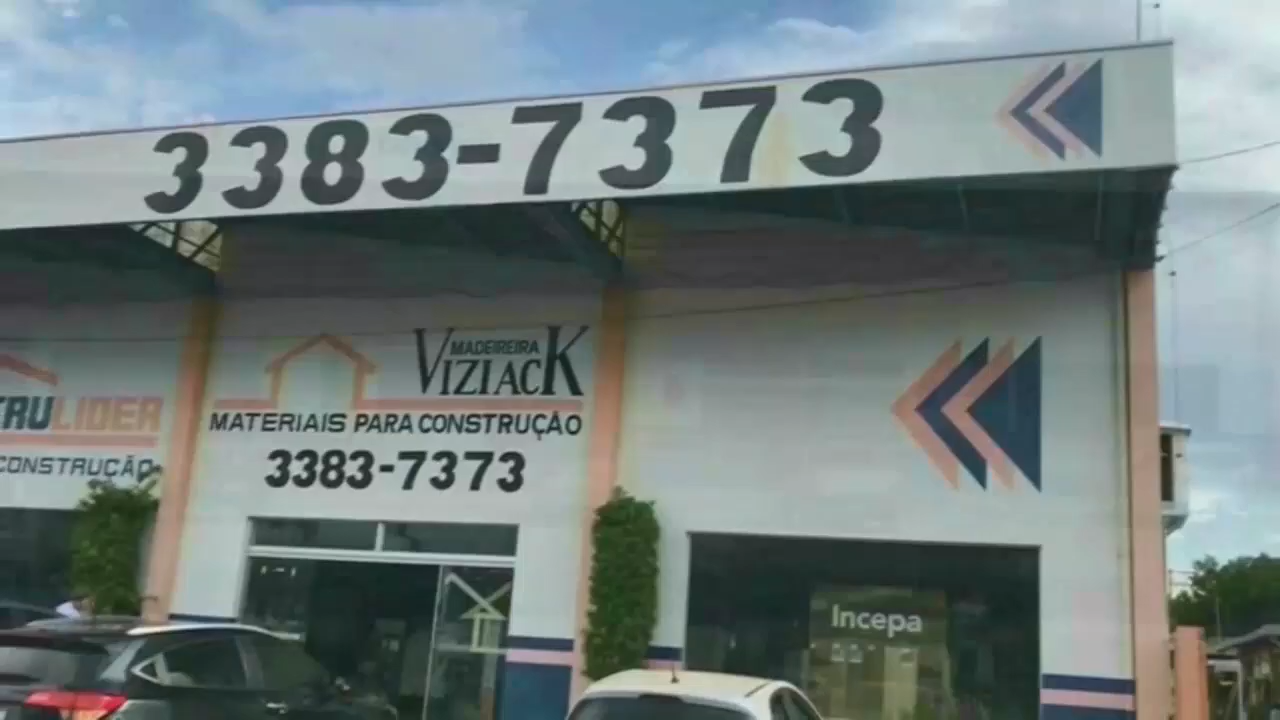 3383-7373
MADEIREIRA
VIZIACK
MATERIAIS PARA CONSTRUÇÃO
3383-7373
TRULIDER
CONSTRUÇÃO
Incepa